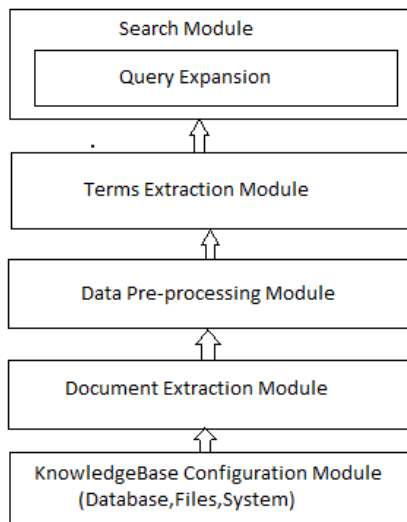 Search Module
Query Expansion
Terms Extraction Module
Data Pre-processing Module
Document Extraction Module
KnowledgeBase Configuration Module
(Database,Files,System)